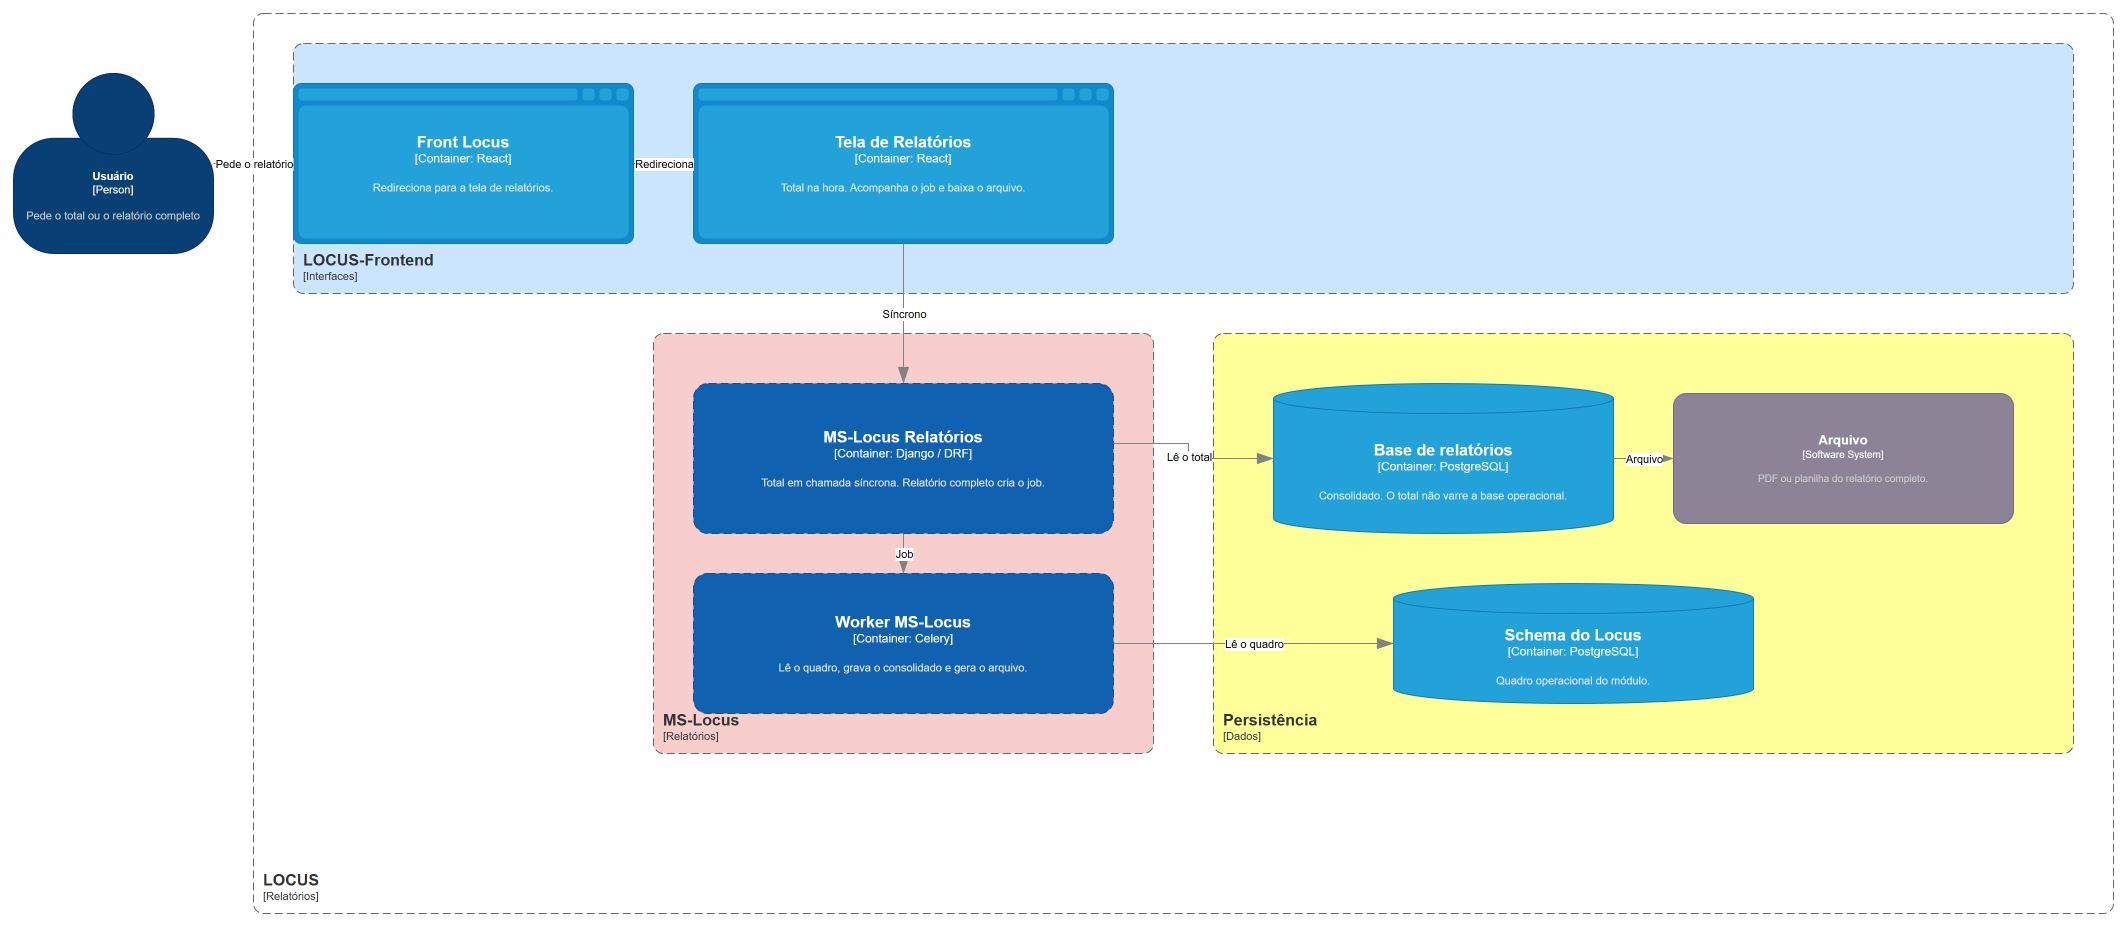 Usuário
[Person]
Pede o total ou o relatório completo
Pede o relatório
Front Locus
[Container: React]
Redireciona para a tela de relatórios.
Redireciona
Tela de Relatórios
[Container: React]
Total na hora. Acompanha o job e baixa o arquivo.
LOCUS-Frontend
[Interfaces]
Síncrono
MS-Locus Relatórios
[Container: Django / DRF]
Total em chamada síncrona. Relatório completo cria o job.
Lê o total
Base de relatórios
[Container: PostgreSQL]
Consolidado. O total não varre a base operacional.
Arquivo
Arquivo
[Software System]
PDF ou planilha do relatório completo.
Job
Worker MS-Locus
[Container: Celery]
Lê o quadro, grava o consolidado e gera o arquivo.
Lê o quadro
Schema do Locus
[Container: PostgreSQL]
Quadro operacional do módulo.
MS-Locus
[Relatórios]
Persistência
[Dados]
LOCUS
[Relatórios]